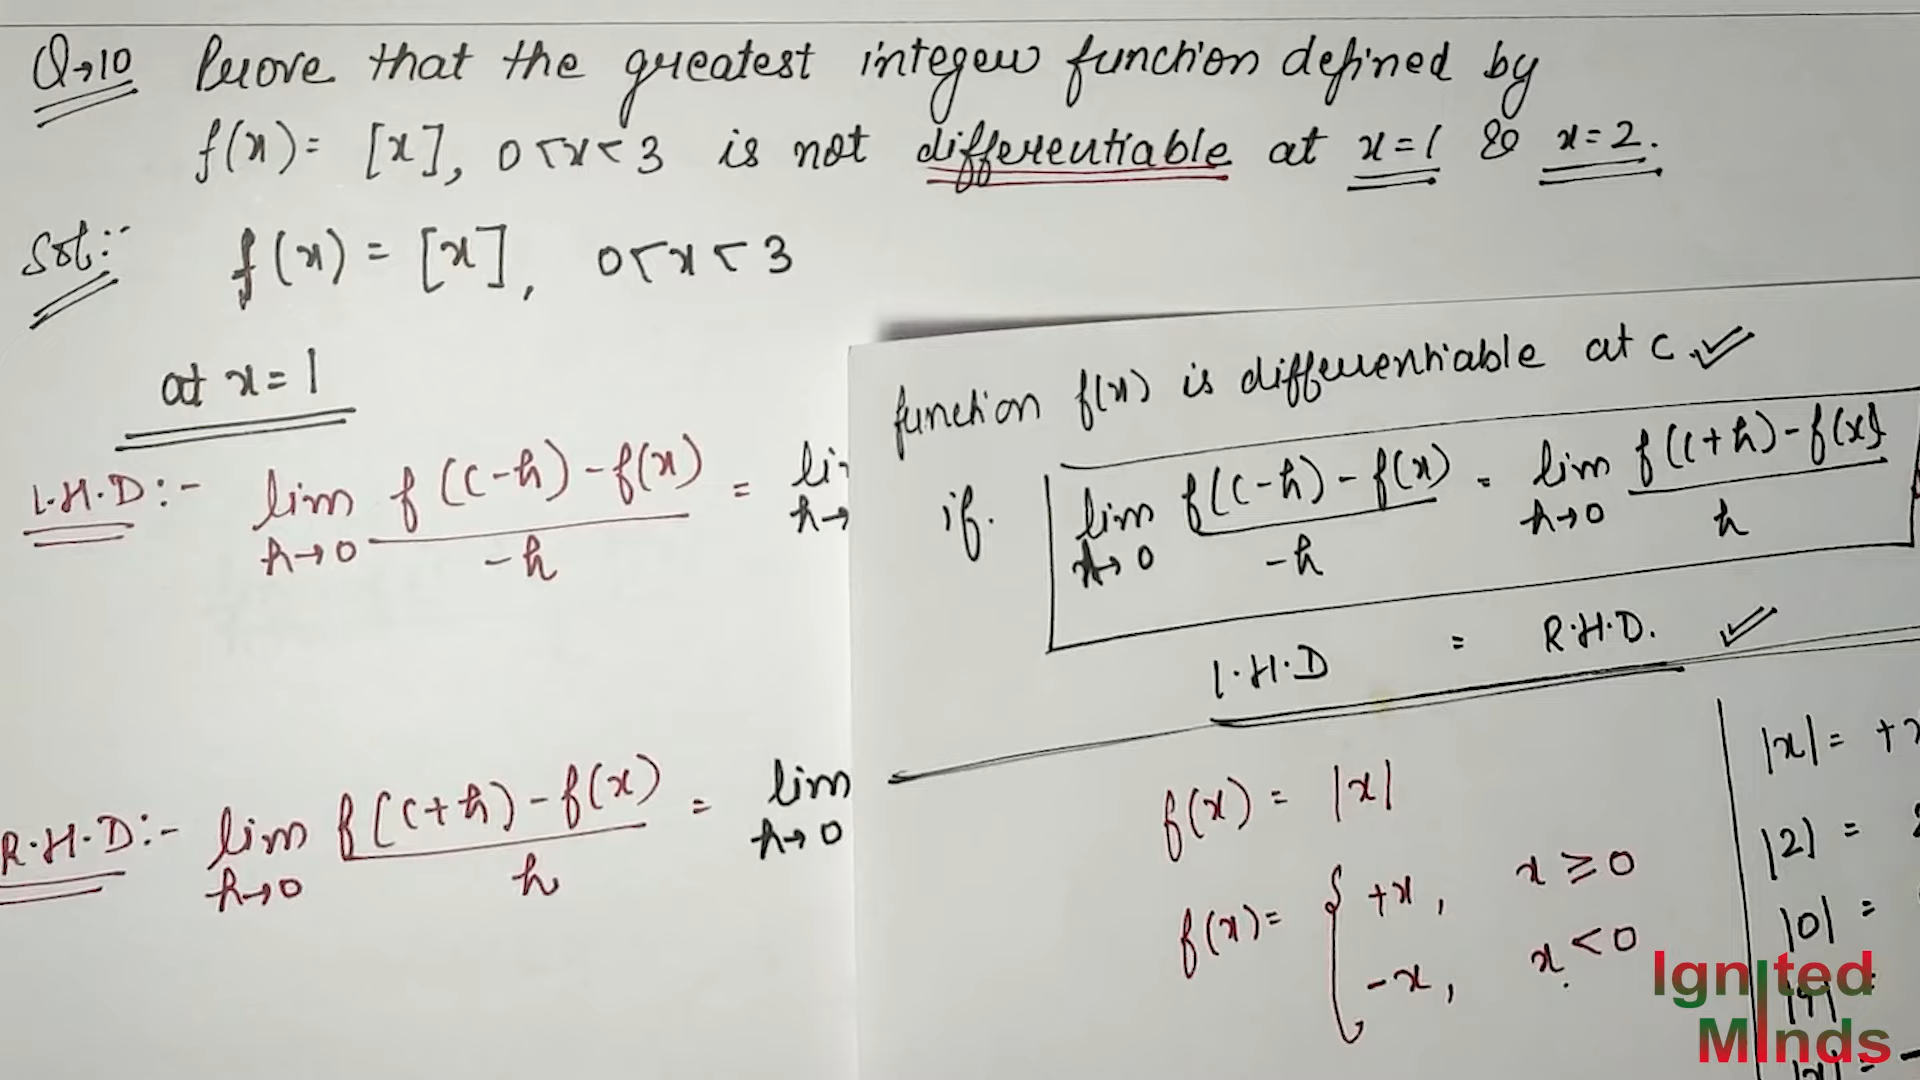 Q→10 Prove that the greatest integer function defined by
f(x) = [x], 0<x<3 is not differentiable at x=1 & x=2.
Sol:- f(x) = [x], 0<x<3
at x=1
L.H.D:- lim h→0 f(c-h)-f(x) / -h = li h→
R.H.D:- lim h→0 f(c+h)-f(x) / h = lim h→0
function f(x) is differentiable at c ✓
if. lim h→0 f(c-h)-f(x) / -h = lim h→0 f(c+h)-f(x) / h
L.H.D = R.H.D. ✓
f(x) = |x|
f(x) = { +x, x ≥ 0
-x, x < 0
|x| = +
|2| =
|0| =
Ignited
Minds